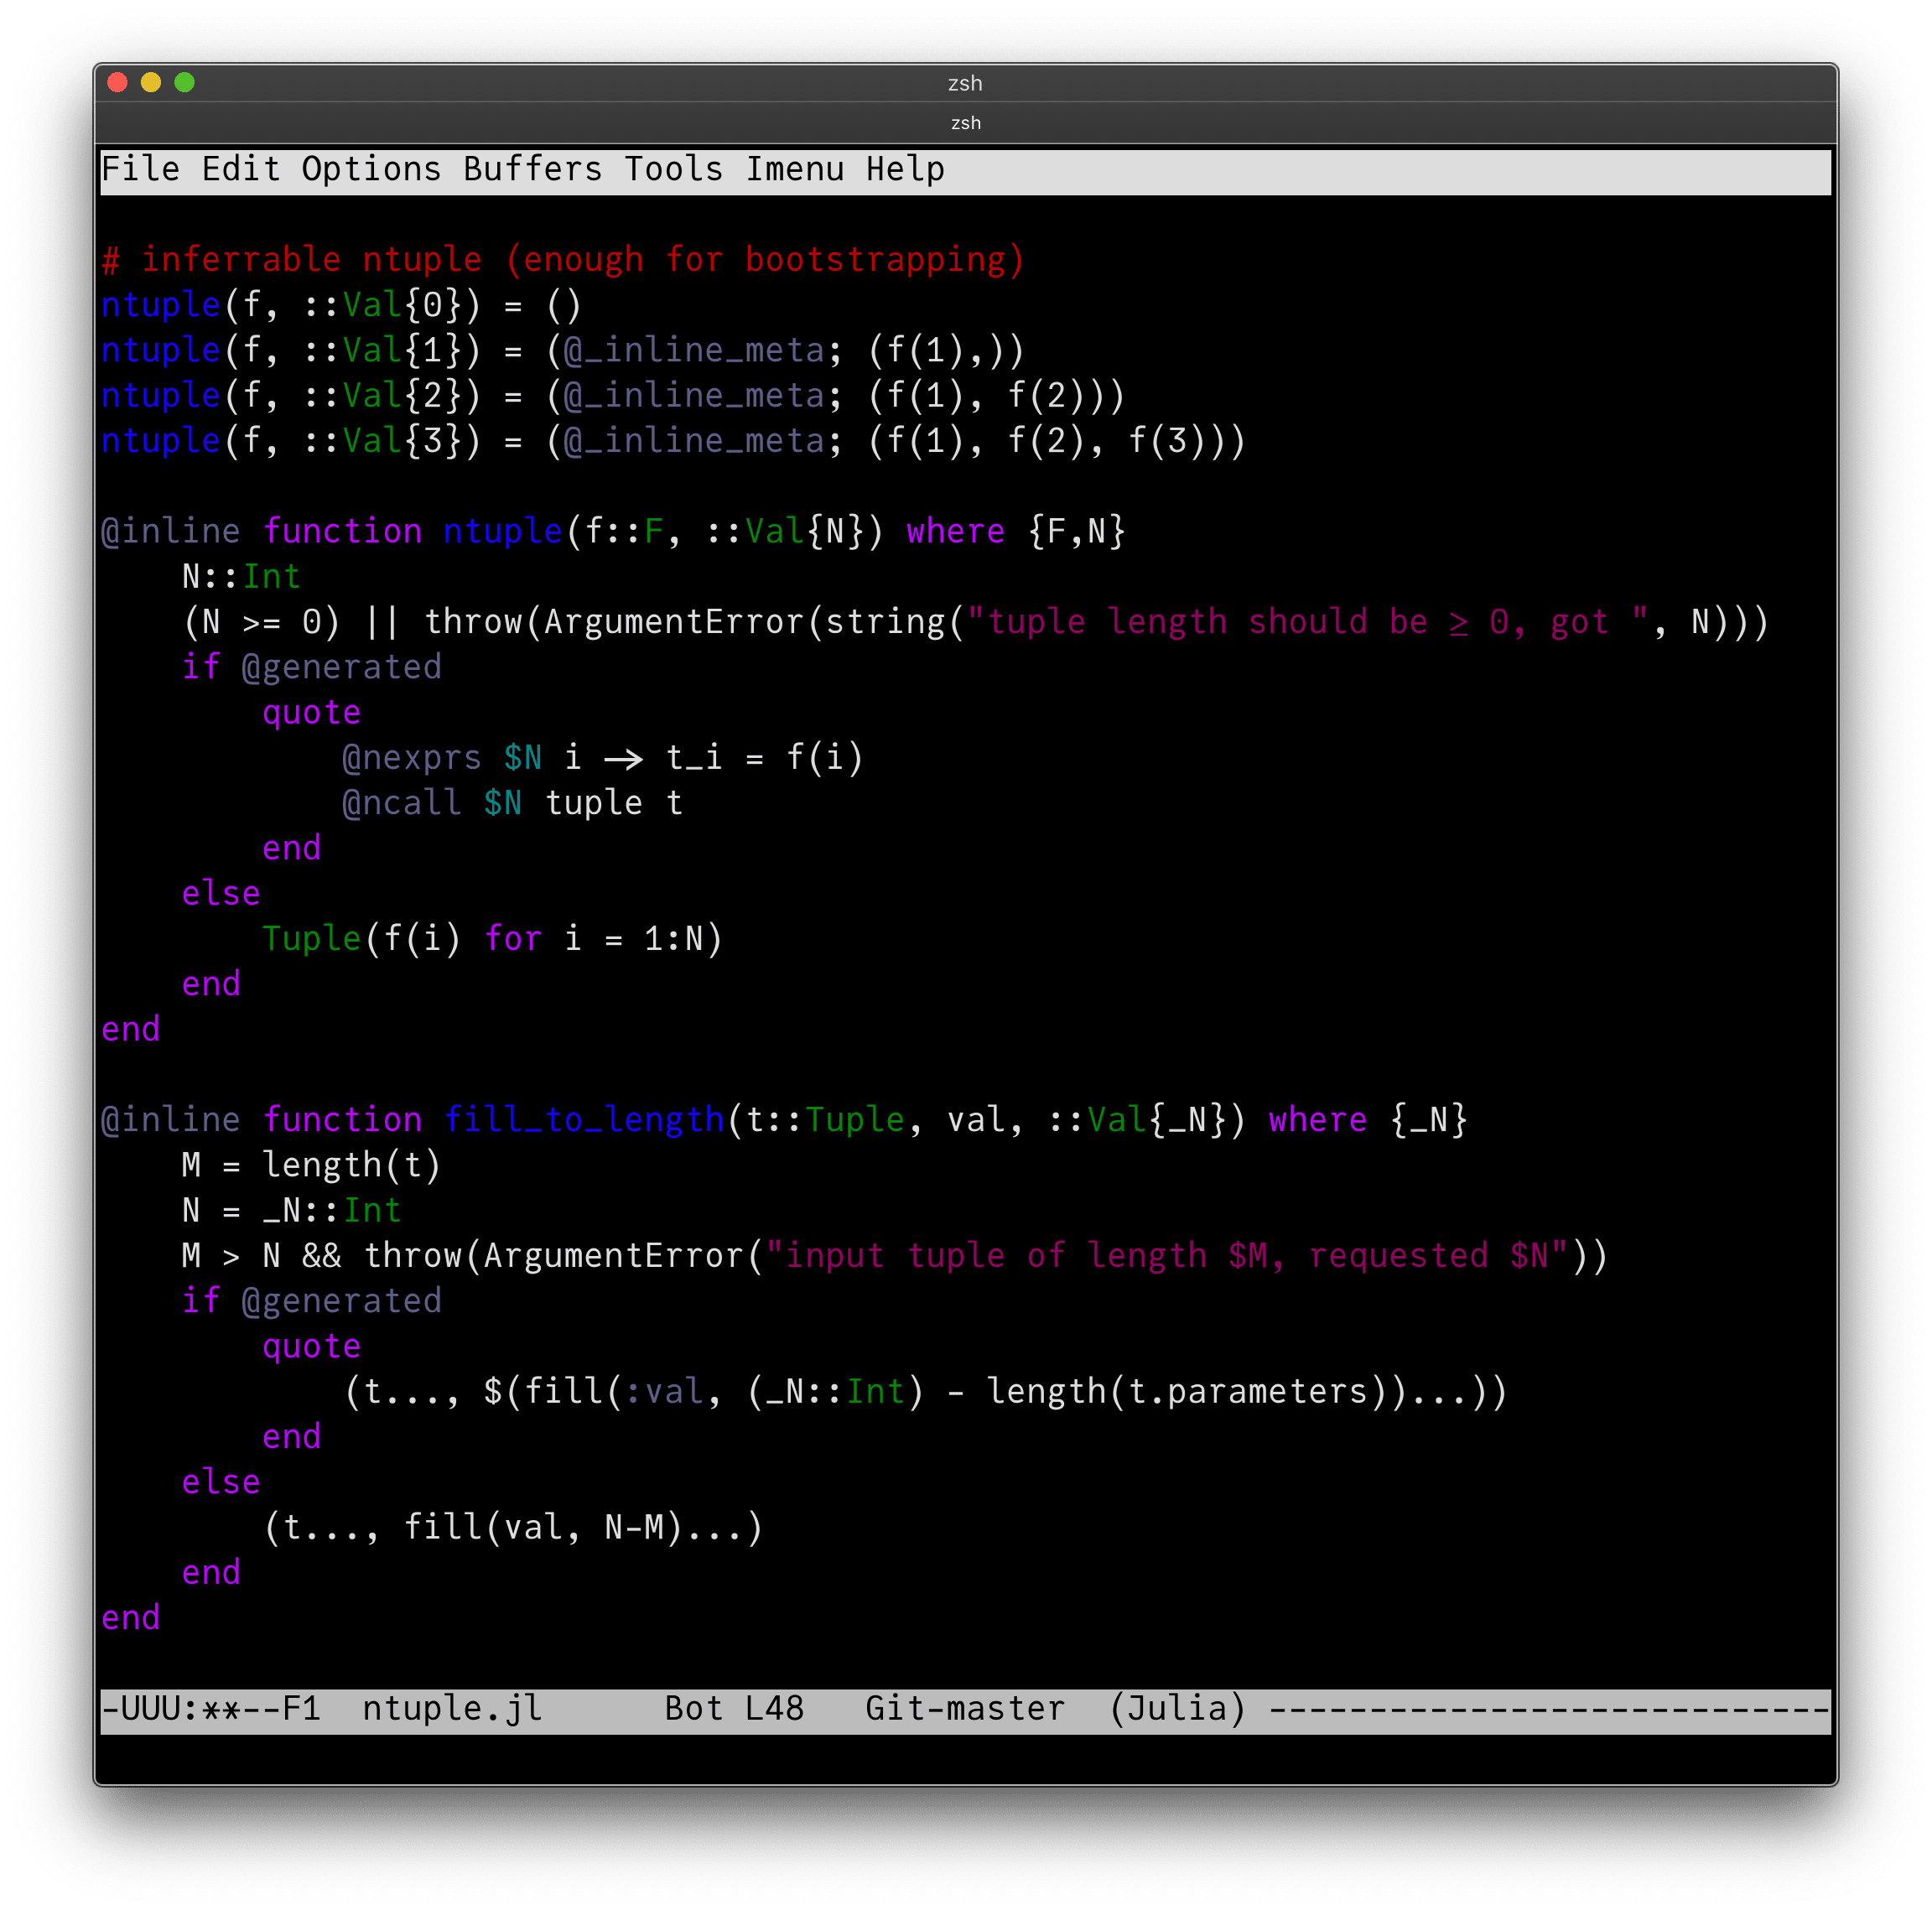 zsh
zsh
File Edit Options Buffers Tools Imenu Help
# inferrable ntuple (enough for bootstrapping)
ntuple(f, ::Val{0}) = ()
ntuple(f, ::Val{1}) = (@_inline_meta; (f(1),))
ntuple(f, ::Val{2}) = (@_inline_meta; (f(1), f(2)))
ntuple(f, ::Val{3}) = (@_inline_meta; (f(1), f(2), f(3)))
@inline function ntuple(f::F, ::Val{N}) where {F,N}
    N::Int
    (N >= 0) || throw(ArgumentError(string("tuple length should be ≥ 0, got ", N)))
    if @generated
        quote
            @nexprs $N i -> t_i = f(i)
            @ncall $N tuple t
        end
    else
        Tuple(f(i) for i = 1:N)
    end
end
@inline function fill_to_length(t::Tuple, val, ::Val{_N}) where {_N}
    M = length(t)
    N = _N::Int
    M > N && throw(ArgumentError("input tuple of length $M, requested $N"))
    if @generated
        quote
            (t..., $(fill(:val, (_N::Int) - length(t.parameters))...))
        end
    else
        (t..., fill(val, N-M)...)
    end
end
-UUU:**--F1  ntuple.jl      Bot L48   Git-master  (Julia) ----------------------------